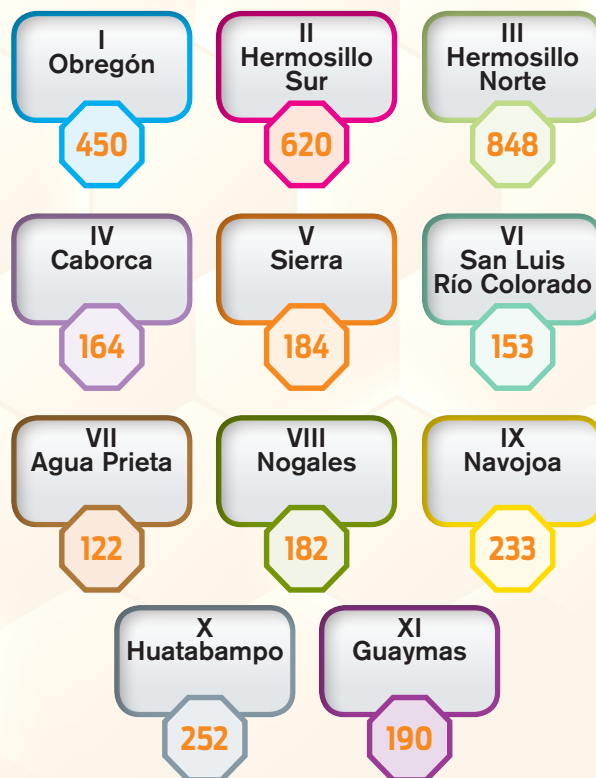 I
Obregón
450
II
Hermosillo
Sur
620
III
Hermosillo
Norte
848
IV
Caborca
164
V
Sierra
184
VI
San Luis
Río Colorado
153
VII
Agua Prieta
122
VIII
Nogales
182
IX
Navojoa
233
X
Huatabampo
252
XI
Guaymas
190